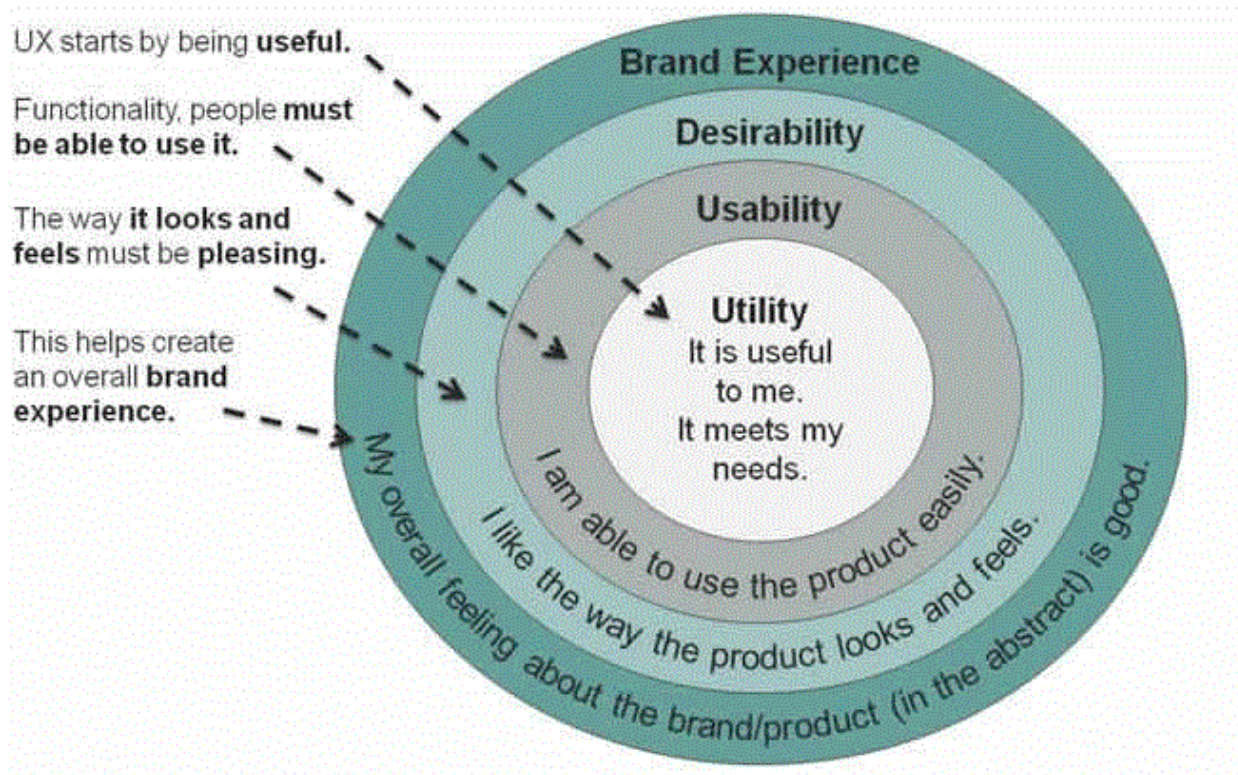 UX starts by being useful.
Functionality, people must
be able to use it.
The way it looks and
feels must be pleasing.
This helps create
an overall brand
experience.
Brand Experience
Desirability
Usability
Utility
It is useful
to me.
It meets my
needs.
I am able to use the product easily.
I like the way the product looks and feels.
My overall feeling about the brand/product (in the abstract) is good.